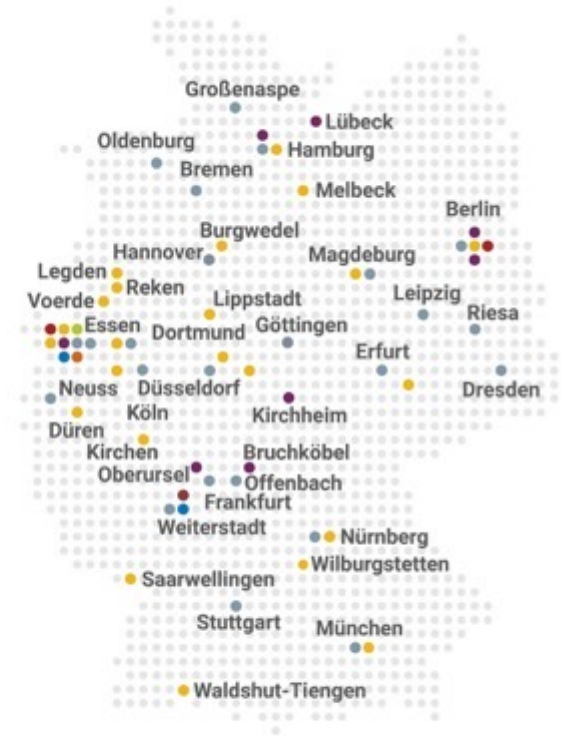 Großenaspe
Lübeck
Oldenburg
Hamburg
Bremen
Melbeck
Berlin
Burgwedel
Hannover
Magdeburg
Legden
Reken
Leipzig
Voerde
Lippstadt
Riesa
Essen
Dortmund
Göttingen
Erfurt
Neuss
Düsseldorf
Dresden
Köln
Kirchheim
Düren
Kirchen
Bruchköbel
Oberursel
Offenbach
Frankfurt
Weiterstadt
Nürnberg
Wilburgstetten
Saarwellingen
Stuttgart
München
Waldshut-Tiengen